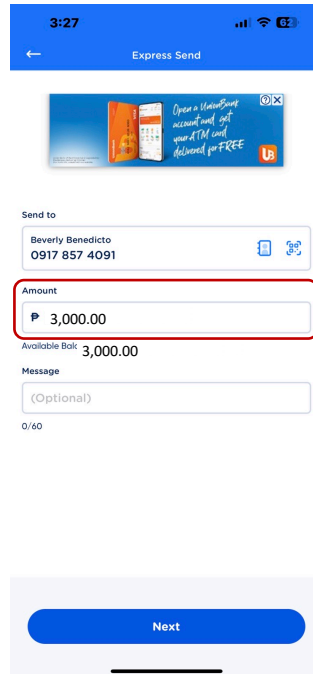 3:27
Express Send
Open a UnionBank
account and get
your ATM card
delivered for FREE
UB
Send to
Beverly Benedicto
0917 857 4091
Amount
₱ 3,000.00
Available Bal 3,000.00
Message
(Optional)
0/60
Next